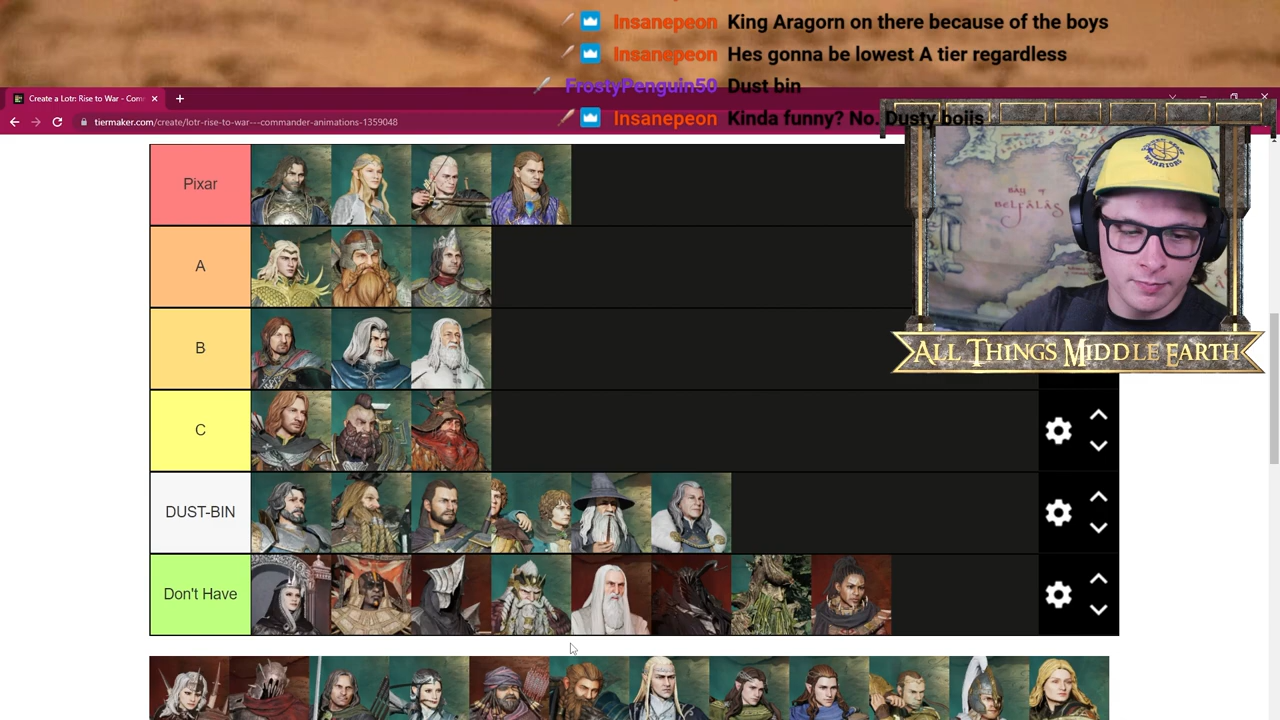 Insanepeon King Aragorn on there because of the boys
Insanepeon Hes gonna be lowest A tier regardless
FrostyPenguin50 Dust bin
Insanepeon Kinda funny? No. Dusty boiis
Create a Lotr: Rise to War - Com
tiermaker.com/create/lotr-rise-to-war---commander-animations-1359048
Pixar
A
B
C
DUST-BIN
Don't Have
BELFÂLÂS
WARRIORS
ALL THINGS MIDDLE EARTH